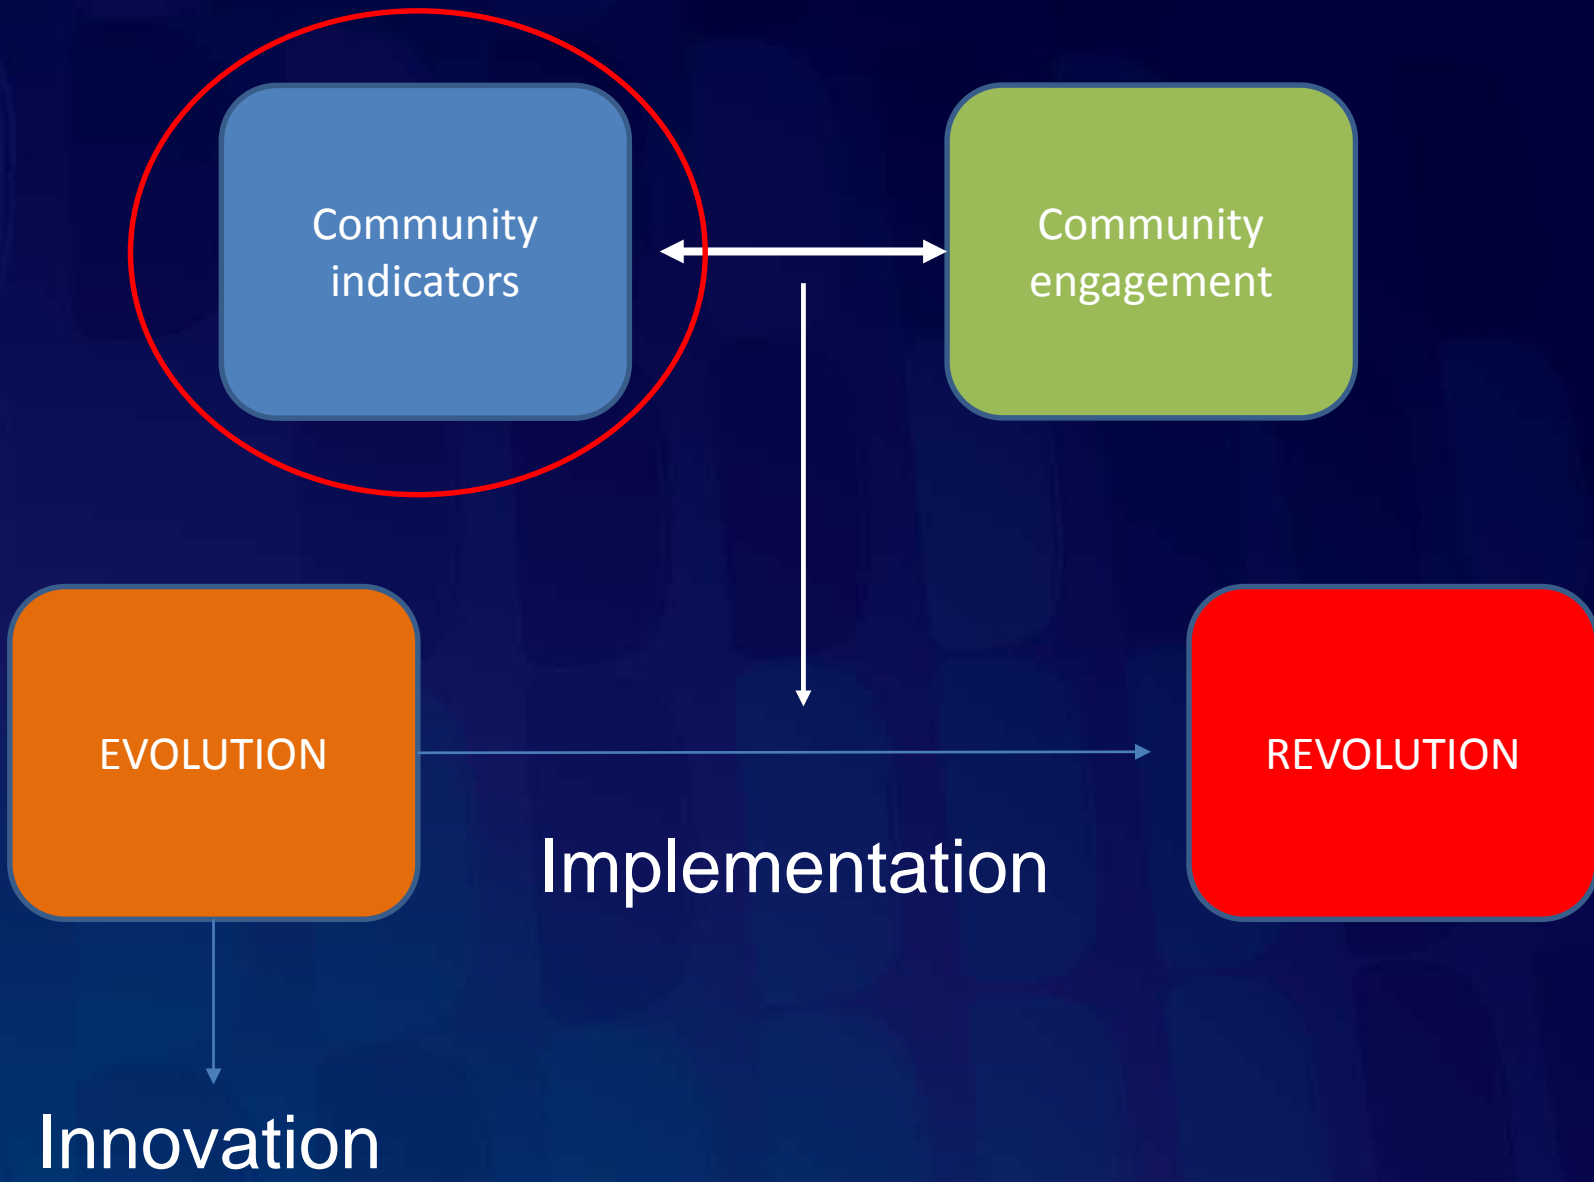 Community
indicators
Community
engagement
EVOLUTION
REVOLUTION
Implementation
Innovation